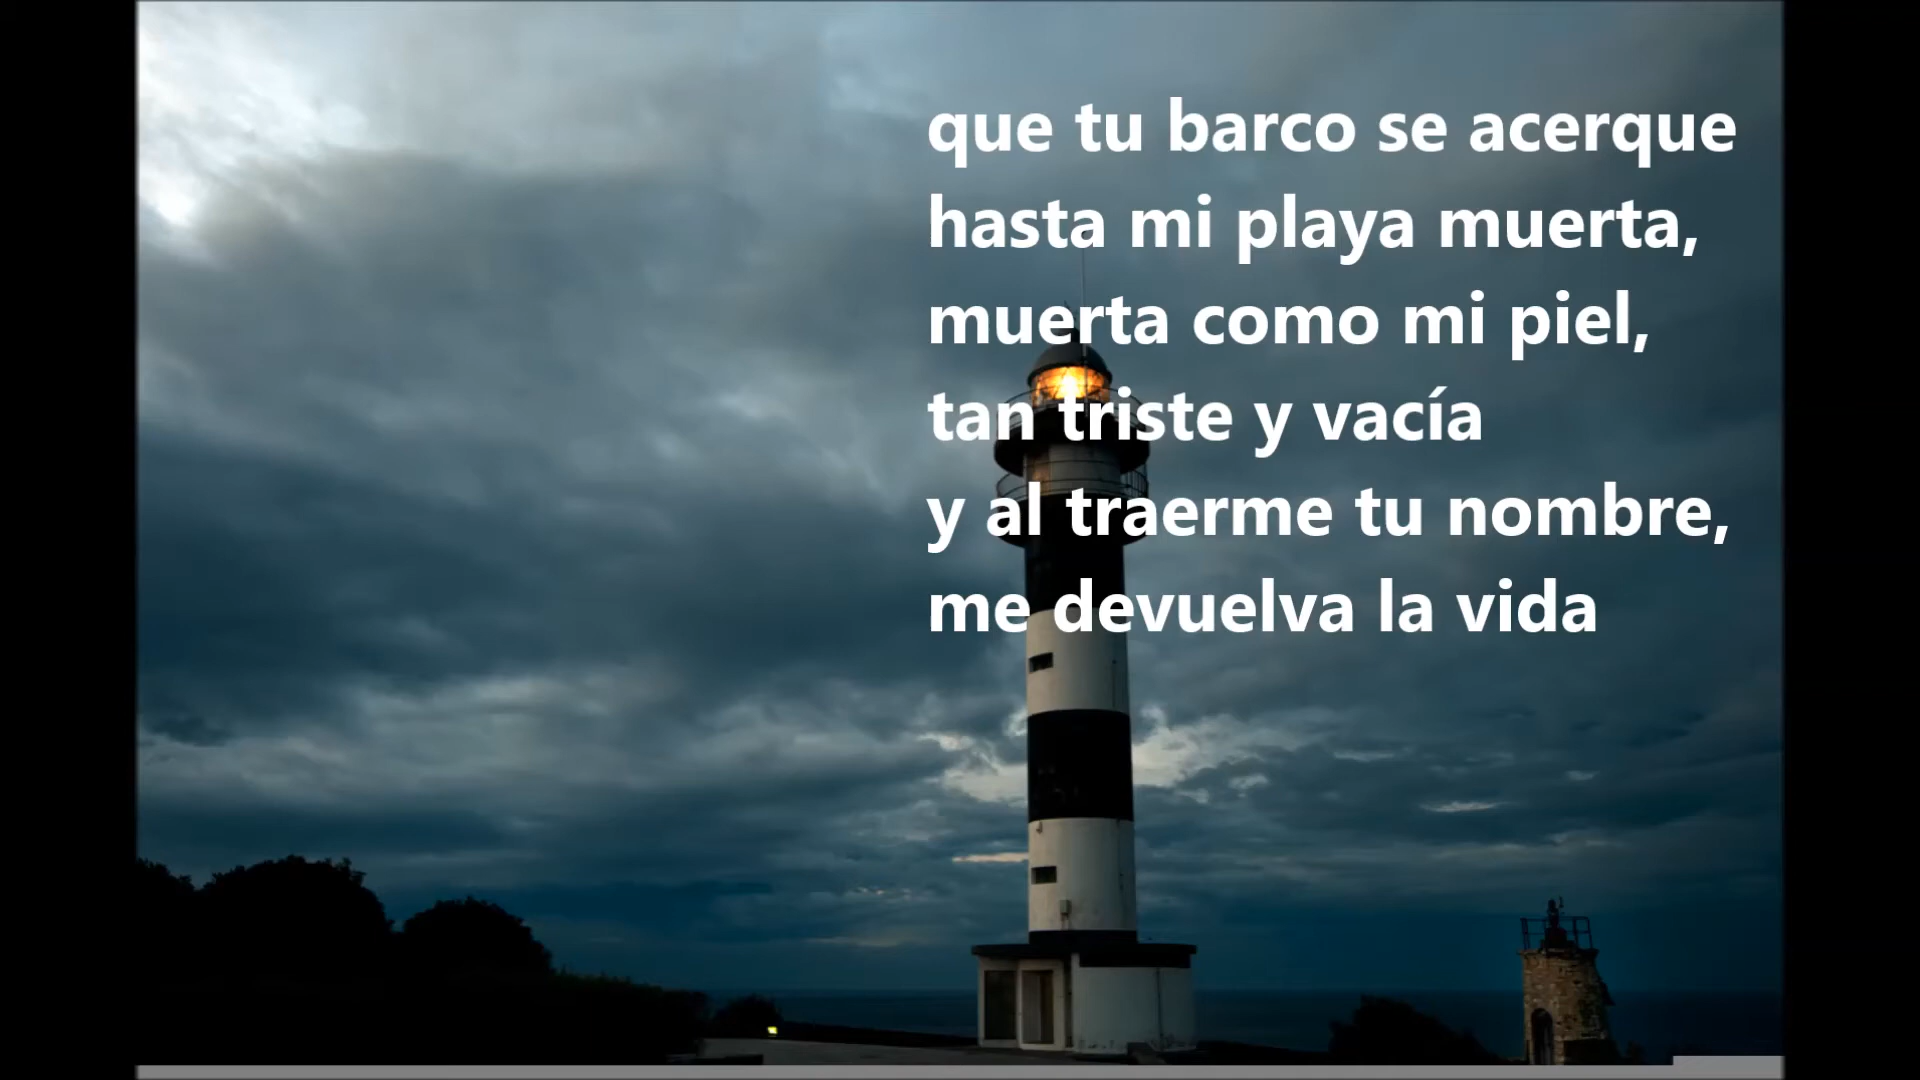 que tu barco se acerque
hasta mi playa muerta,
muerta como mi piel,
tan triste y vacía
y al traerme tu nombre,
me devuelva la vida